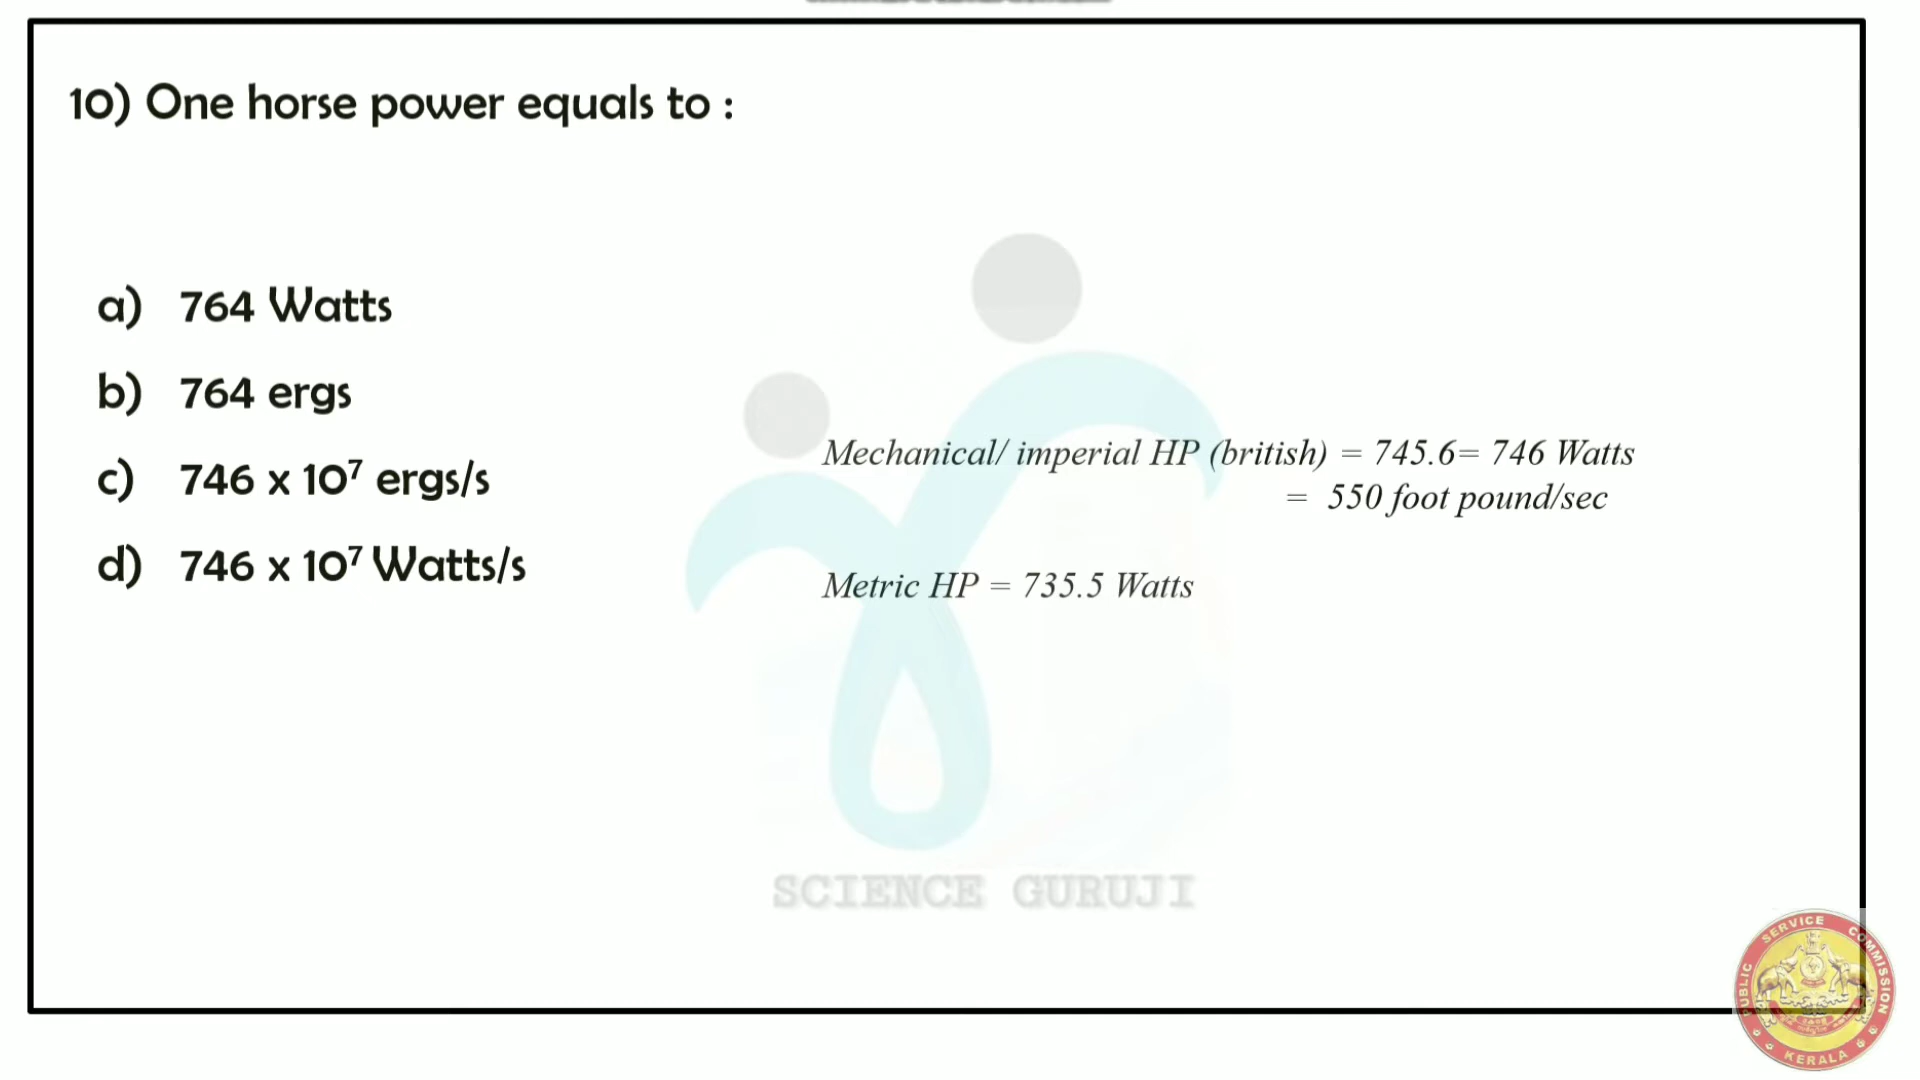 10) One horse power equals to :
a) 764 Watts
b) 764 ergs
c) 746 x 10⁷ ergs/s
d) 746 x 10⁷ Watts/s
Mechanical/ imperial HP (british) = 745.6= 746 Watts
= 550 foot pound/sec
Metric HP = 735.5 Watts
SCIENCE GURUJI
PUBLIC SERVICE COMMISSION
KERALA